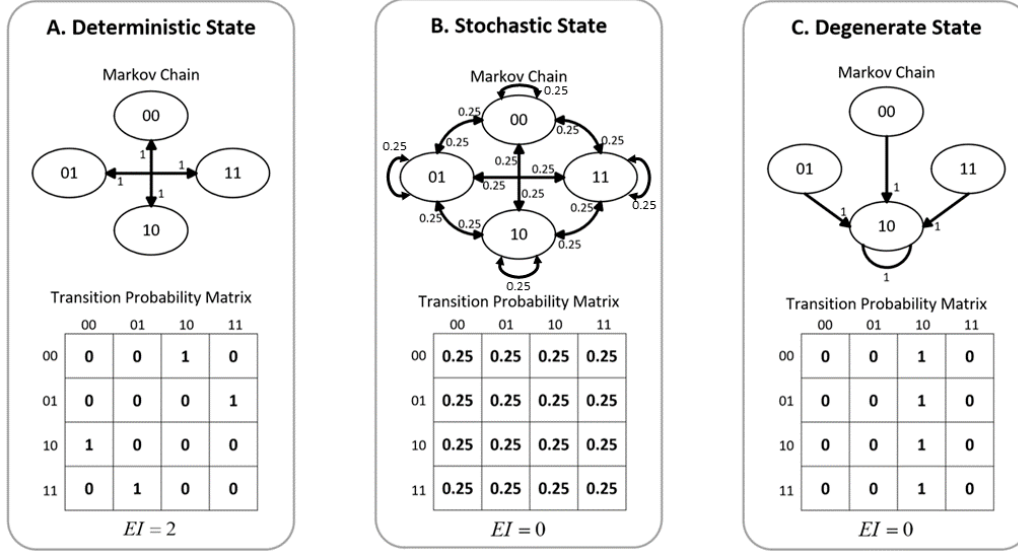 A. Deterministic State
Markov Chain
00
01
11
10
1
1
1
1
Transition Probability Matrix
00 01 10 11
00 0 0 1 0
01 0 0 0 1
10 1 0 0 0
11 0 1 0 0
EI = 2
B. Stochastic State
Markov Chain
0.25
00
0.25
0.25
0.25
0.25
0.25
0.25
0.25
01
11
0.25
0.25
0.25
0.25
0.25
0.25
0.25
10
0.25
0.25
Transition Probability Matrix
00 01 10 11
00 0.25 0.25 0.25 0.25
01 0.25 0.25 0.25 0.25
10 0.25 0.25 0.25 0.25
11 0.25 0.25 0.25 0.25
EI = 0
C. Degenerate State
Markov Chain
00
01
11
1
1
10
1
1
Transition Probability Matrix
00 01 10 11
00 0 0 1 0
01 0 0 1 0
10 0 0 1 0
11 0 0 1 0
EI = 0